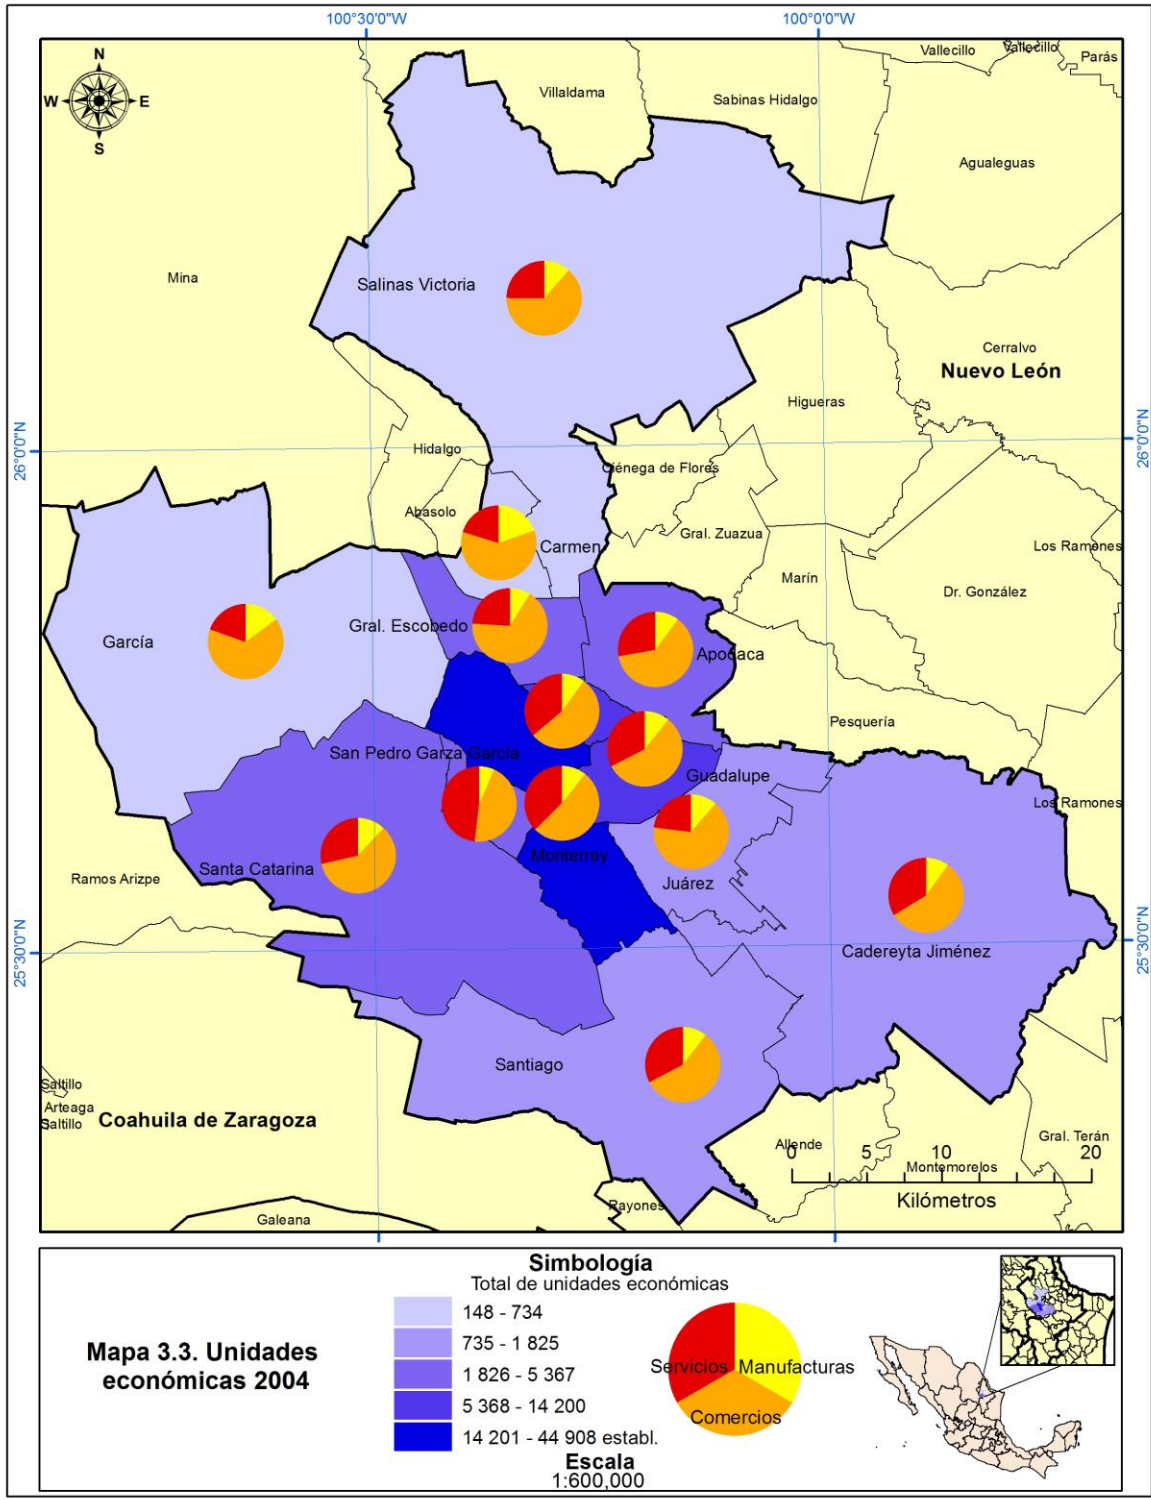 100°30'0"W
100°0'0"W
N
W
E
S
Villaldama
Sabinas Hidalgo
Vallecillo
Vallecillo
Parás
Agualeguas
Mina
Salinas Victoria
Cerralvo
Nuevo León
Higueras
26°0'0"N
26°0'0"N
Hidalgo
Ciénega de Flores
Abasolo
Carmen
Gral. Zuazua
Los Ramones
Marín
Dr. González
García
Gral. Escobedo
Apodaca
Pesquería
San Pedro Garza García
Guadalupe
Los Ramones
Monterrey
Santa Catarina
Ramos Arizpe
Juárez
25°30'0"N
25°30'0"N
Cadereyta Jiménez
Santiago
Saltillo
Arteaga
Saltillo
Coahuila de Zaragoza
Allende
Gral. Terán
0 5 10 20
Montemorelos
Kilómetros
Rayones
Galeana
Simbología
Total de unidades económicas
148 - 734
735 - 1 825
1 826 - 5 367
5 368 - 14 200
14 201 - 44 908 establ.
Mapa 3.3. Unidades
económicas 2004
Servicios
Manufacturas
Comercios
Escala
1:600,000